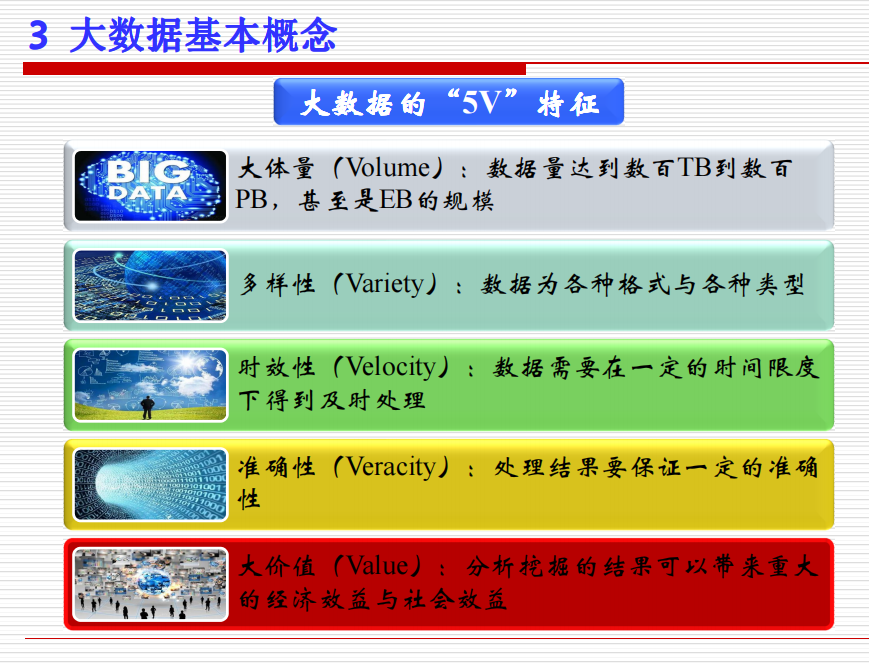 3 大数据基本概念
大数据的“5V”特征
BIG
DATA
大体量（Volume）：数据量达到数百TB到数百
PB，甚至是EB的规模
多样性（Variety）：数据为各种格式与各种类型
时效性（Velocity）：数据需要在一定的时间限度
下得到及时处理
准确性（Veracity）：处理结果要保证一定的准确
性
大价值（Value）：分析挖掘的结果可以带来重大
的经济效益与社会效益